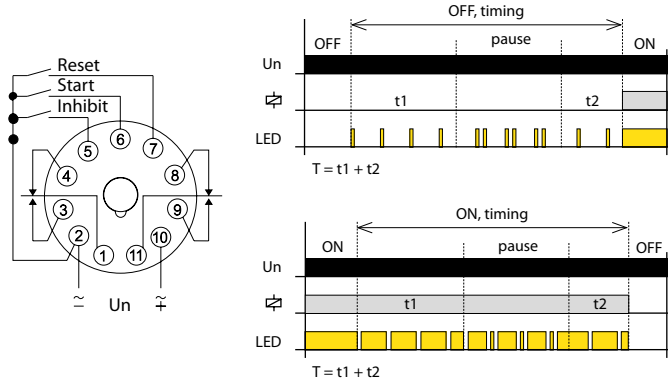 Reset
Start
Inhibit
6
5
7
4
8
3
9
2
10
1
11
Un
OFF, timing
OFF
pause
ON
Un
t1
t2
LED
T = t1 + t2
ON, timing
ON
pause
OFF
Un
t1
t2
LED
T = t1 + t2